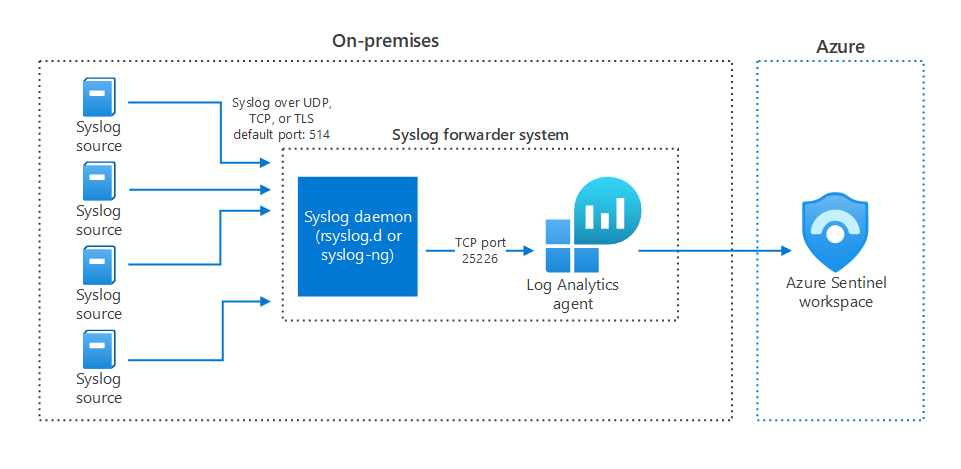 On-premises
Azure
Syslog
source
Syslog over UDP,
TCP, or TLS
default port: 514
Syslog forwarder system
Syslog
source
Syslog
source
Syslog
source
Syslog daemon
(rsyslog.d or
syslog-ng)
TCP port
25226
Log Analytics
agent
Azure Sentinel
workspace